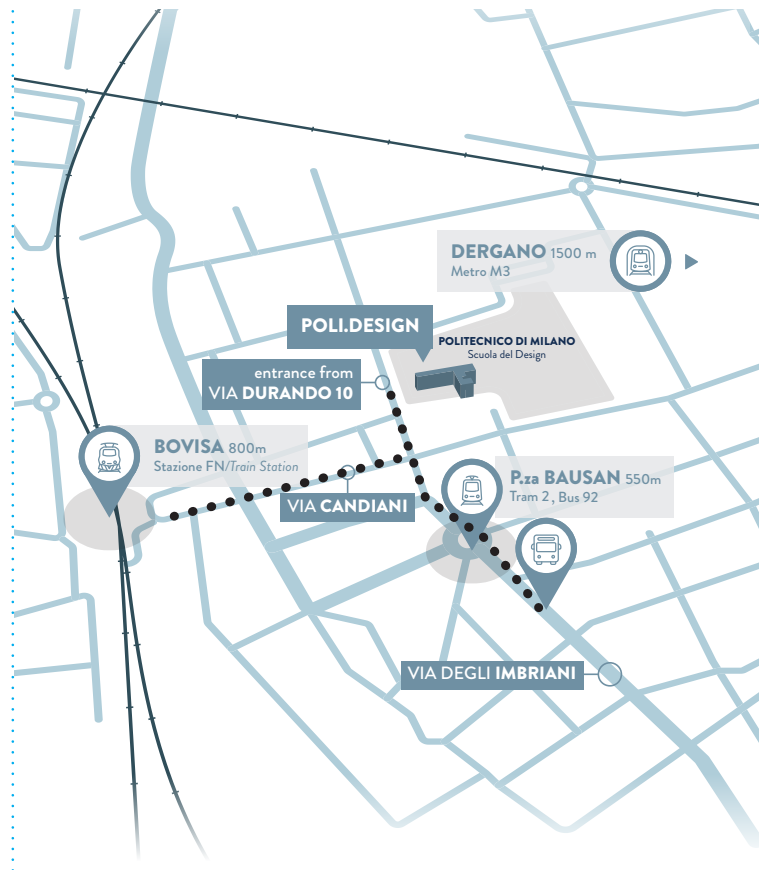 DERGANO 1500 m
Metro M3
POLI.DESIGN
POLITECNICO DI MILANO
Scuola del Design
entrance from
VIA DURANDO 10
BOVISA 800m
Stazione FN/Train Station
P.za BAUSAN 550m
Tram 2 , Bus 92
VIA CANDIANI
VIA DEGLI IMBRIANI